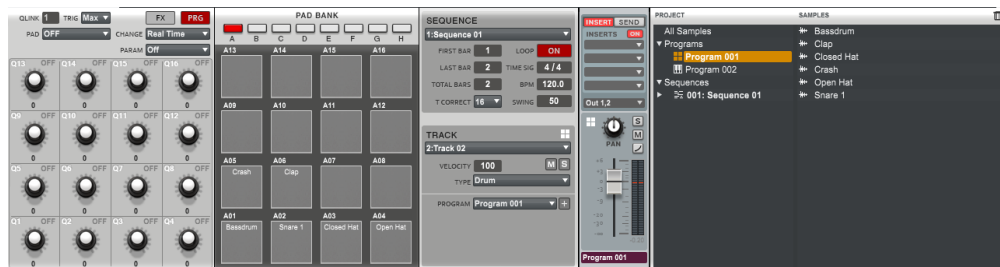 QLINK 1 TRIG Max FX PRG
PAD OFF CHANGE Real Time
PARAM Off
Q13 OFF Q14 OFF Q15 OFF Q16 OFF
0 0 0 0
Q9 OFF Q10 OFF Q11 OFF Q12 OFF
0 0 0 0
Q5 OFF Q6 OFF Q7 OFF Q8 OFF
0 0 0 0
Q1 OFF Q2 OFF Q3 OFF Q4 OFF
0 0 0 0
PAD BANK
A B C D E F G H
A13 A14 A15 A16
A09 A10 A11 A12
A05 A06 A07 A08
Crash Clap
A01 A02 A03 A04
Bassdrum Snare 1 Closed Hat Open Hat
SEQUENCE
1:Sequence 01
FIRST BAR 1 LOOP ON
LAST BAR 2 TIME SIG 4 / 4
TOTAL BARS 2 BPM 120.0
T CORRECT 16 SWING 50
TRACK
2:Track 02
VELOCITY 100 M S
TYPE Drum
PROGRAM Program 001 +
INSERT SEND
INSERTS ON
Out 1,2
S
M
PAN
Program 001
PROJECT
All Samples
Programs
Program 001
Program 002
Sequences
001: Sequence 01
SAMPLES
Bassdrum
Clap
Closed Hat
Crash
Open Hat
Snare 1